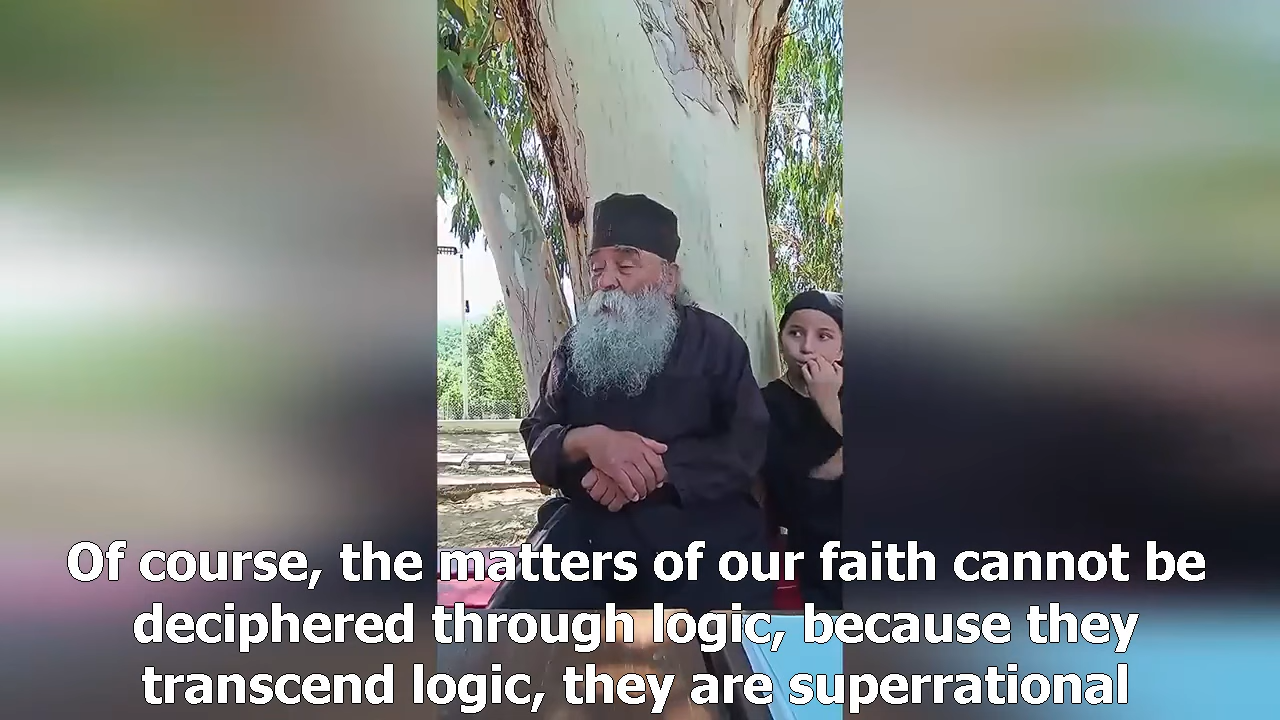 Of course, the matters of our faith cannot be
deciphered through logic, because they
transcend logic, they are superrational